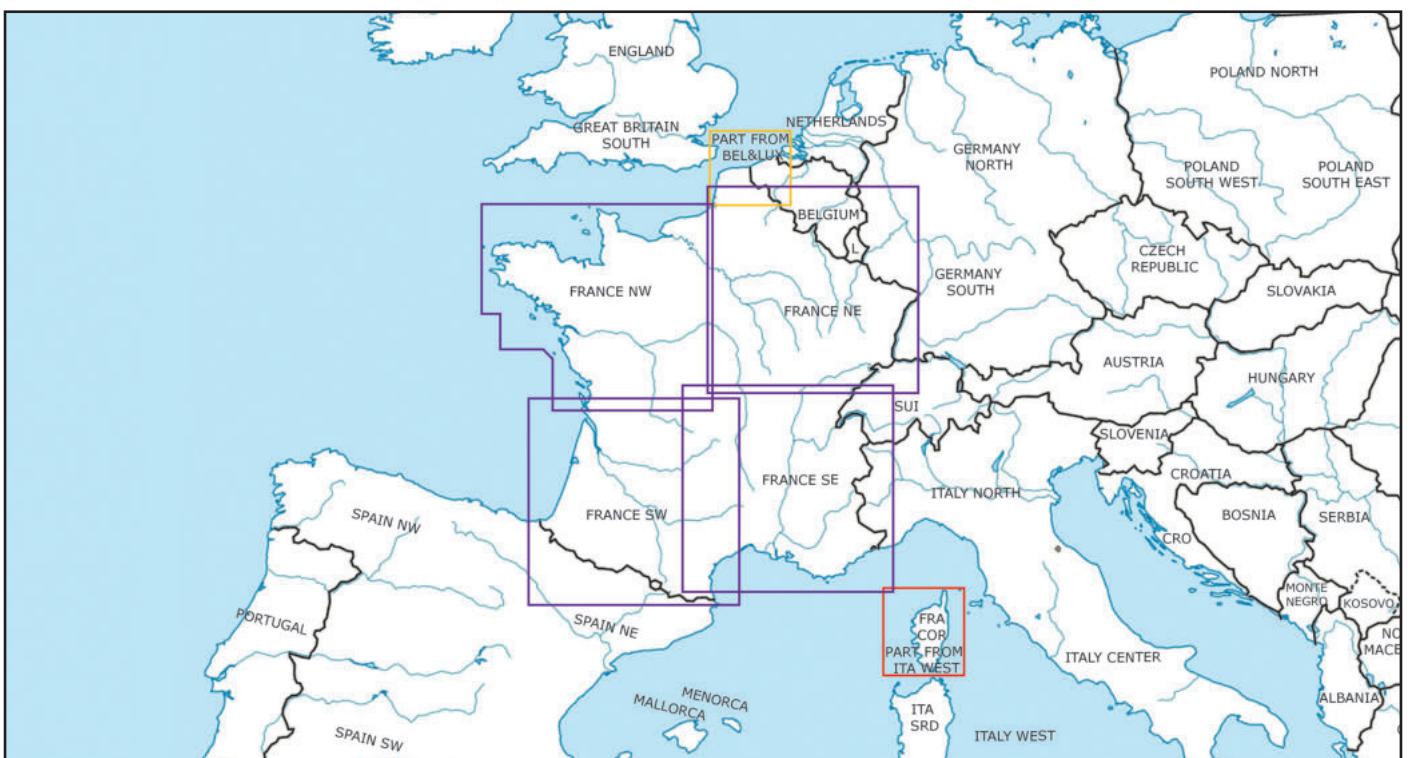 ENGLAND
POLAND NORTH
NETHERLANDS
GREAT BRITAIN
SOUTH
PART FROM
BEL&LUX
GERMANY
NORTH
POLAND
SOUTH WEST
POLAND
SOUTH EAST
BELGIUM
L
CZECH
REPUBLIC
GERMANY
SOUTH
FRANCE NW
SLOVAKIA
FRANCE NE
AUSTRIA
HUNGARY
SUI
SLOVENIA
CROATIA
FRANCE SE
ITALY NORTH
SPAIN NW
FRANCE SW
BOSNIA
SERBIA
CRO
MONTE
NEGRO
KOSOVO
PORTUGAL
SPAIN NE
FRA
COR
PART FROM
ITA WEST
NO
MACE
ITALY CENTER
MENORCA
MALLORCA
ALBANIA
ITA
SRD
SPAIN SW
ITALY WEST